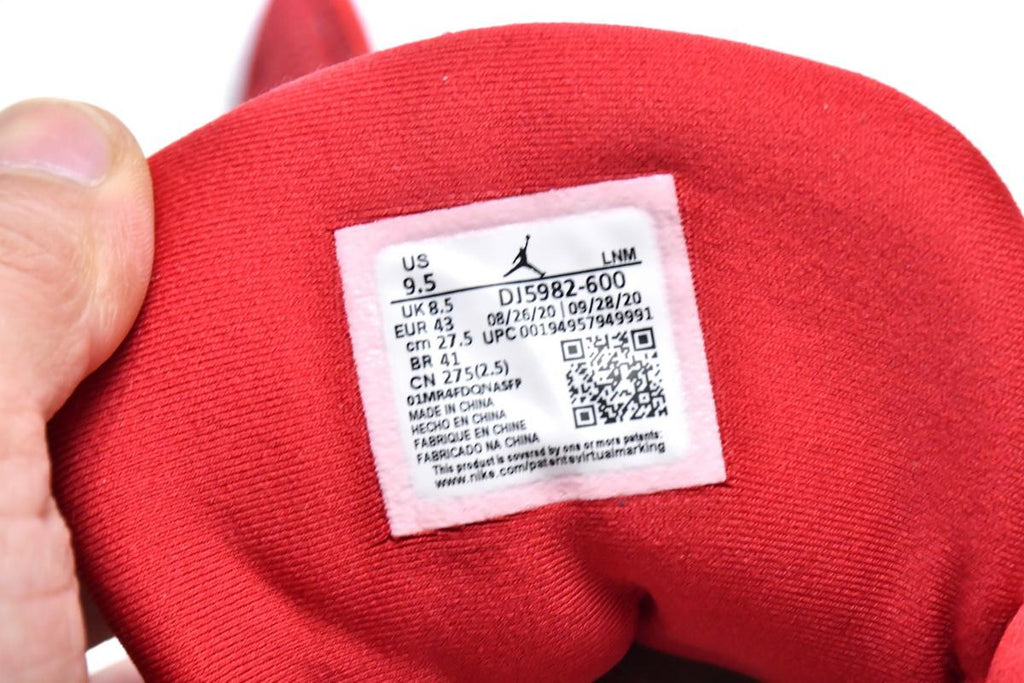 US
9.5
LNM
UK 8.5
DJ5982-600
EUR 43
08/26/20 | 09/28/20
cm 27.5
UPC 00194957949991
BR 41
CN 275(2.5)
01MR4FDQNASFP
MADE IN CHINA
HECHO EN CHINA
FABRIQUE EN CHINE
FABRICADO NA CHINA
This product is covered by one or more patents:
www.nike.com/patentsvirtualmarking